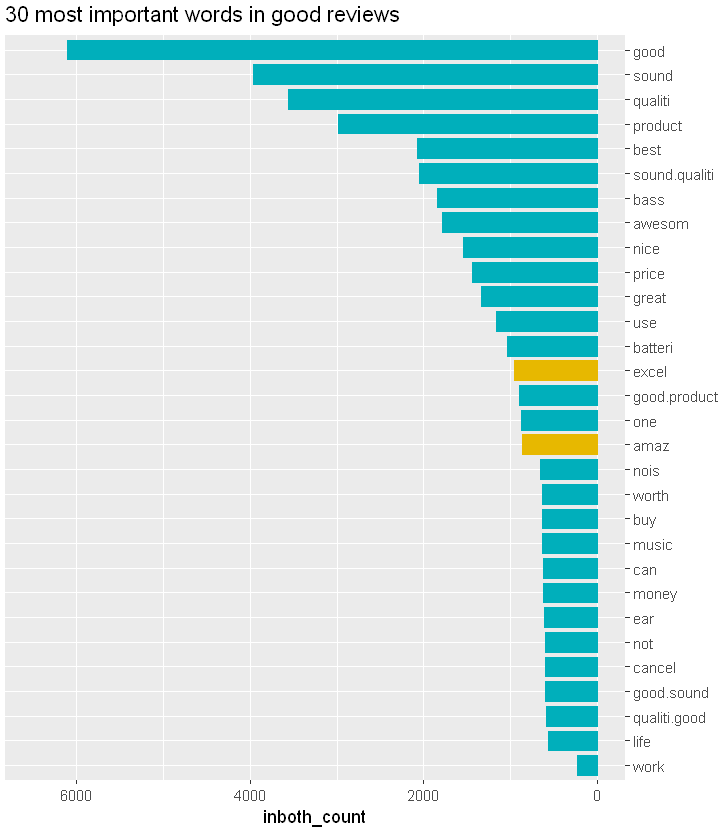 30 most important words in good reviews
good
sound
qualiti
product
best
sound.qualiti
bass
awesom
nice
price
great
use
batteri
excel
good.product
one
amaz
nois
worth
buy
music
can
money
ear
not
cancel
good.sound
qualiti.good
life
work
6000 4000 2000 0
inboth_count